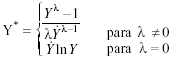 Y* = { (Y^λ − 1) / (λẎ^(λ−1)) para λ ≠ 0
Ẏ ln Y para λ = 0